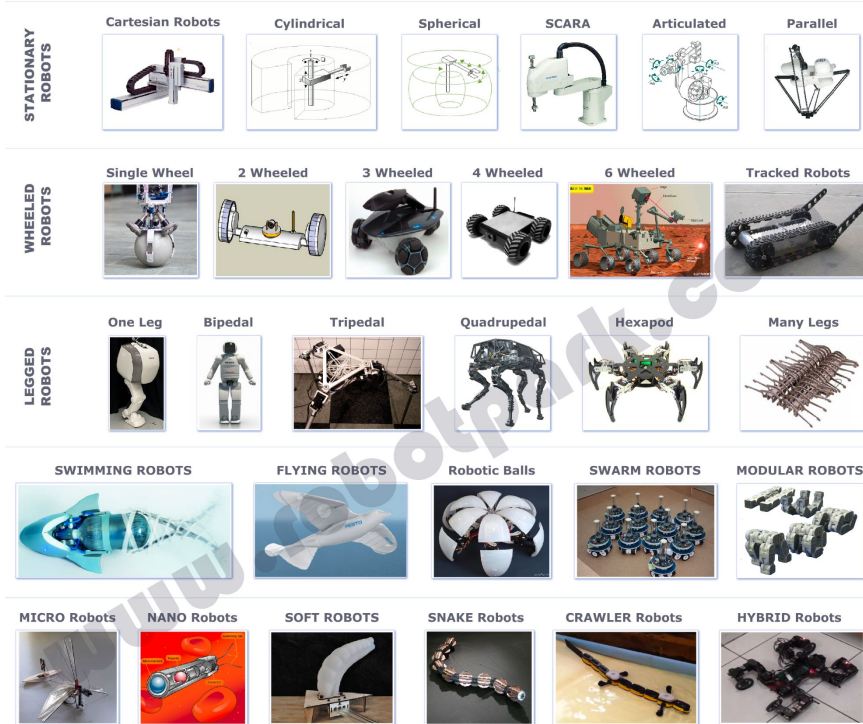 STATIONARY
ROBOTS
Cartesian Robots
Cylindrical
Spherical
SCARA
Articulated
Parallel
WHEELED
ROBOTS
Single Wheel
2 Wheeled
3 Wheeled
4 Wheeled
6 Wheeled
Tracked Robots
LEGGED
ROBOTS
One Leg
Bipedal
Tripedal
Quadrupedal
Hexapod
Many Legs
SWIMMING ROBOTS
FLYING ROBOTS
Robotic Balls
SWARM ROBOTS
MODULAR ROBOTS
FESTO
MICRO Robots
NANO Robots
SOFT ROBOTS
SNAKE Robots
CRAWLER Robots
HYBRID Robots
www.robotpark.com